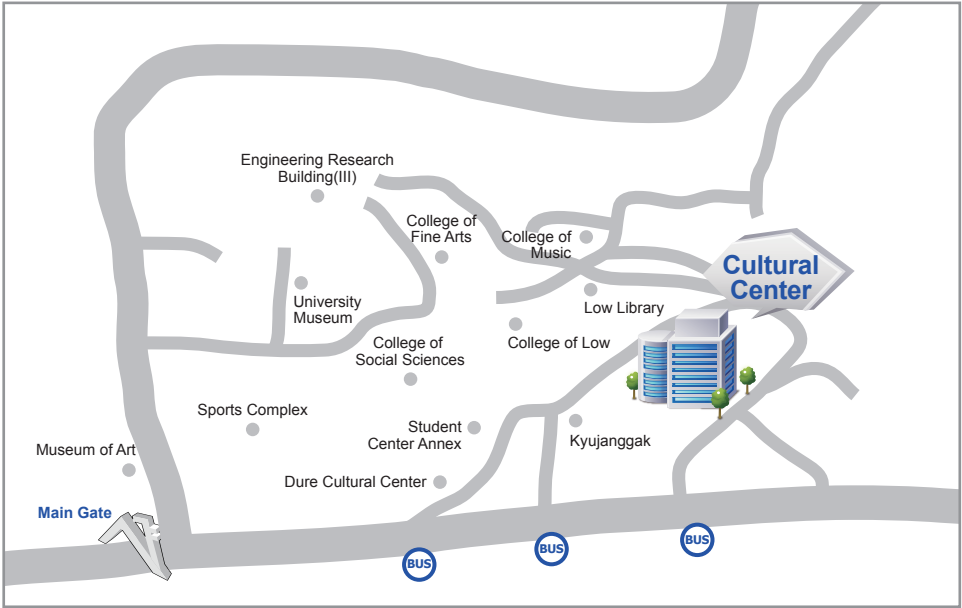 Engineering Research
Building(III)
College of
Fine Arts
College of
Music
Cultural
Center
University
Museum
Low Library
College of
Social Sciences
College of Low
Sports Complex
Student
Center Annex
Kyujanggak
Museum of Art
Dure Cultural Center
Main Gate
BUS
BUS
BUS